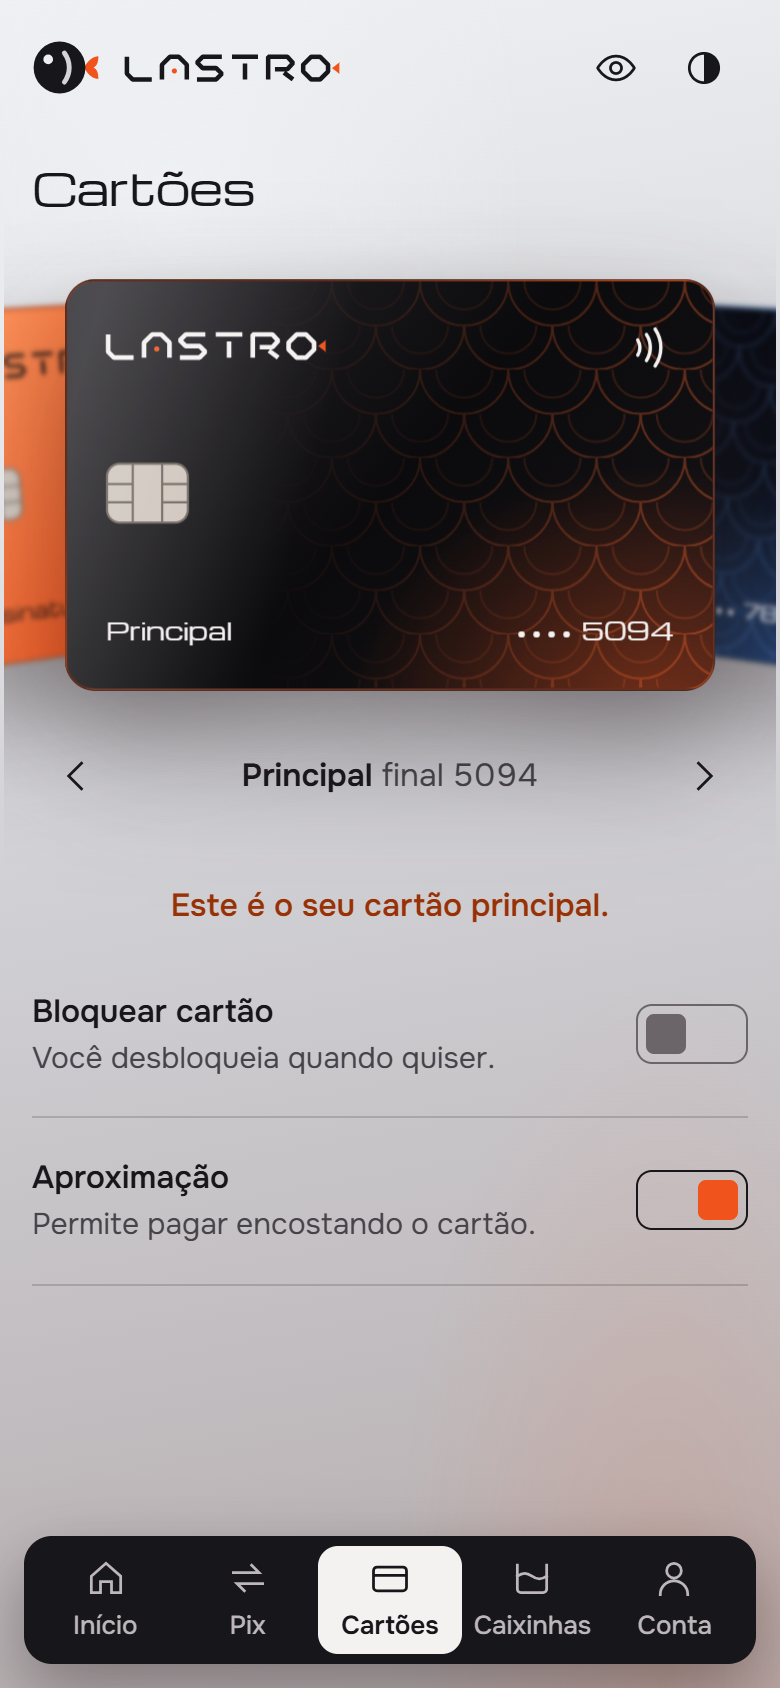 LASTRO
Cartões
LASTRO
Principal
•••• 5094
Principal final 5094
Este é o seu cartão principal.
Bloquear cartão
Você desbloqueia quando quiser.
Aproximação
Permite pagar encostando o cartão.
Início
Pix
Cartões
Caixinhas
Conta